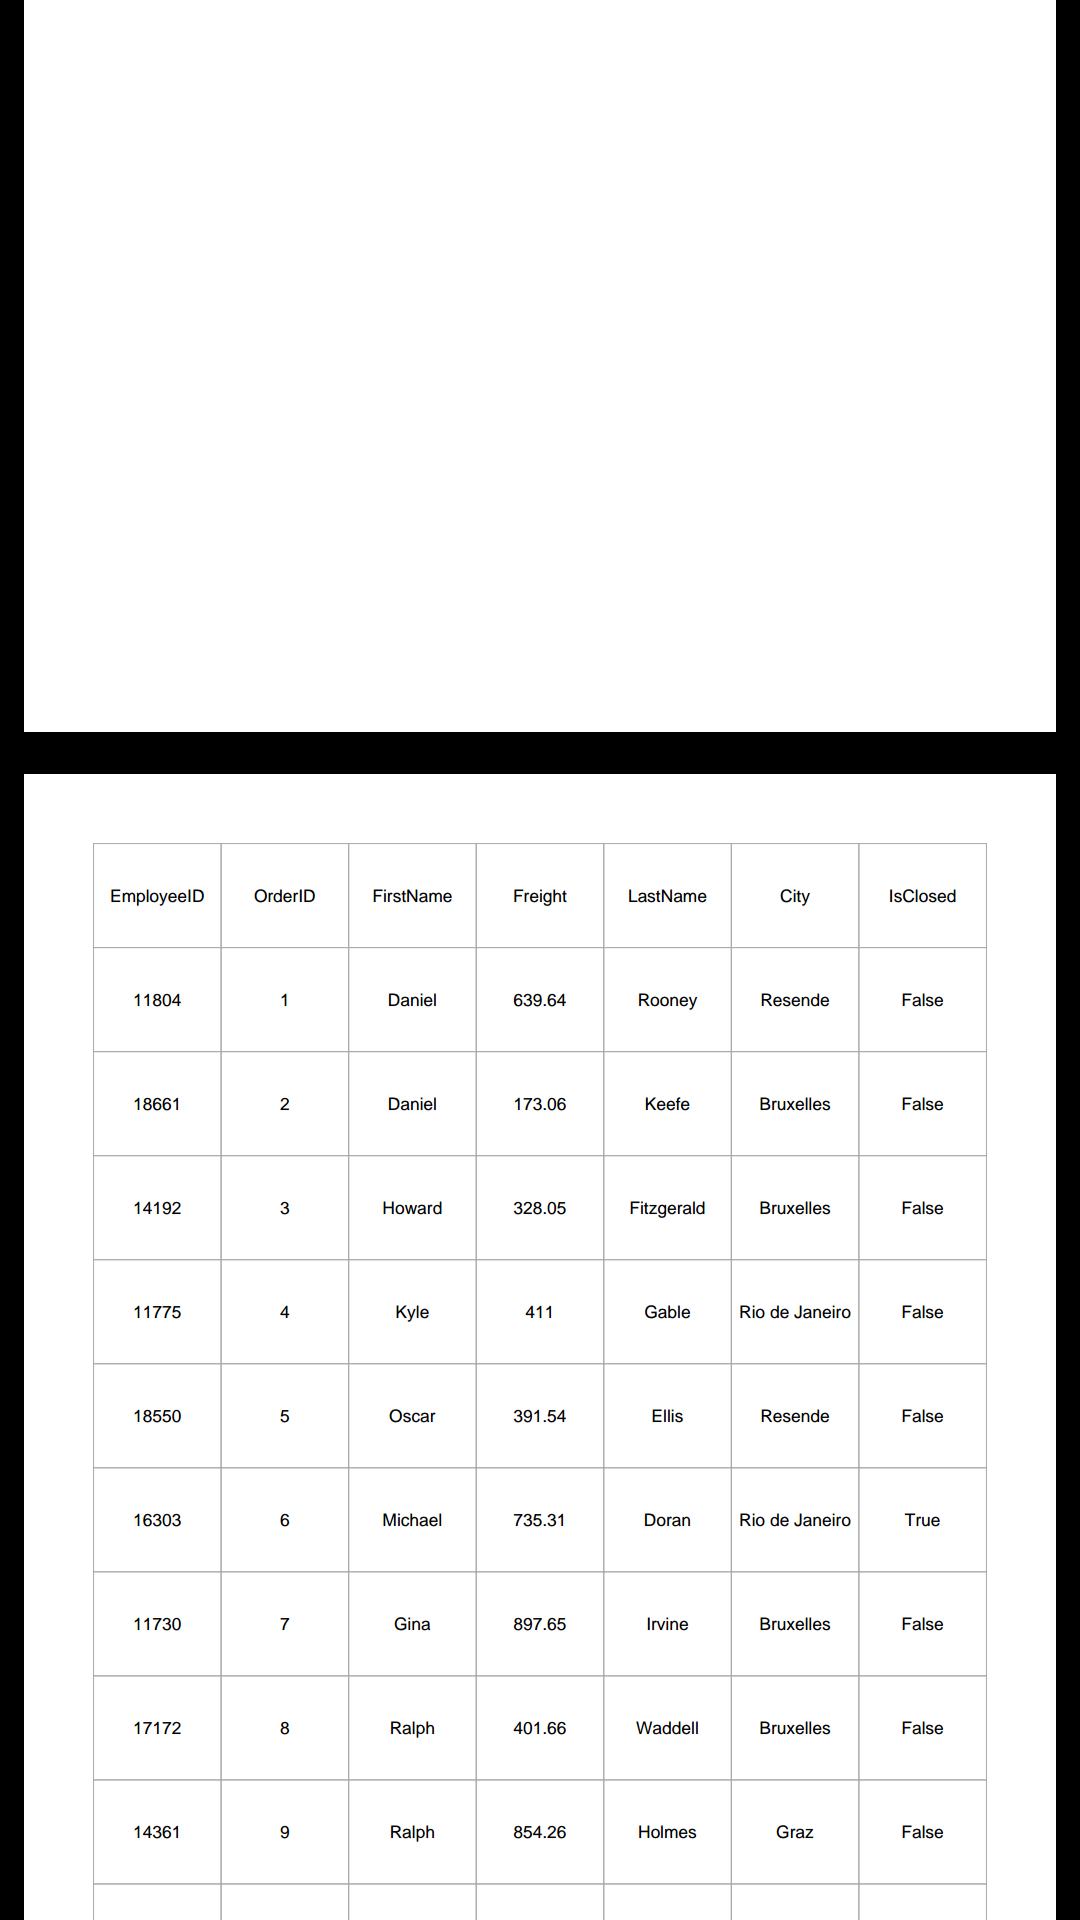 EmployeeID OrderID FirstName Freight LastName City IsClosed
11804 1 Daniel 639.64 Rooney Resende False
18661 2 Daniel 173.06 Keefe Bruxelles False
14192 3 Howard 328.05 Fitzgerald Bruxelles False
11775 4 Kyle 411 Gable Rio de Janeiro False
18550 5 Oscar 391.54 Ellis Resende False
16303 6 Michael 735.31 Doran Rio de Janeiro True
11730 7 Gina 897.65 Irvine Bruxelles False
17172 8 Ralph 401.66 Waddell Bruxelles False
14361 9 Ralph 854.26 Holmes Graz False